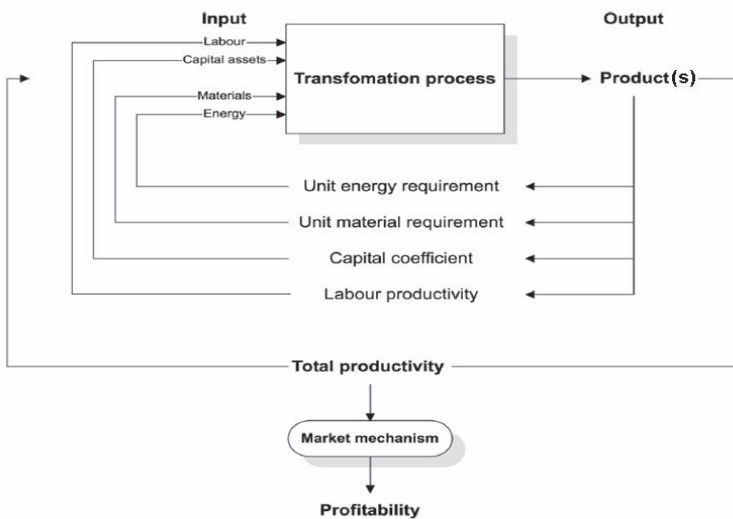 Input
Output
Labour
Capital assets
Materials
Energy
Transfomation process
Product(s)
Unit energy requirement
Unit material requirement
Capital coefficient
Labour productivity
Total productivity
Market mechanism
Profitability